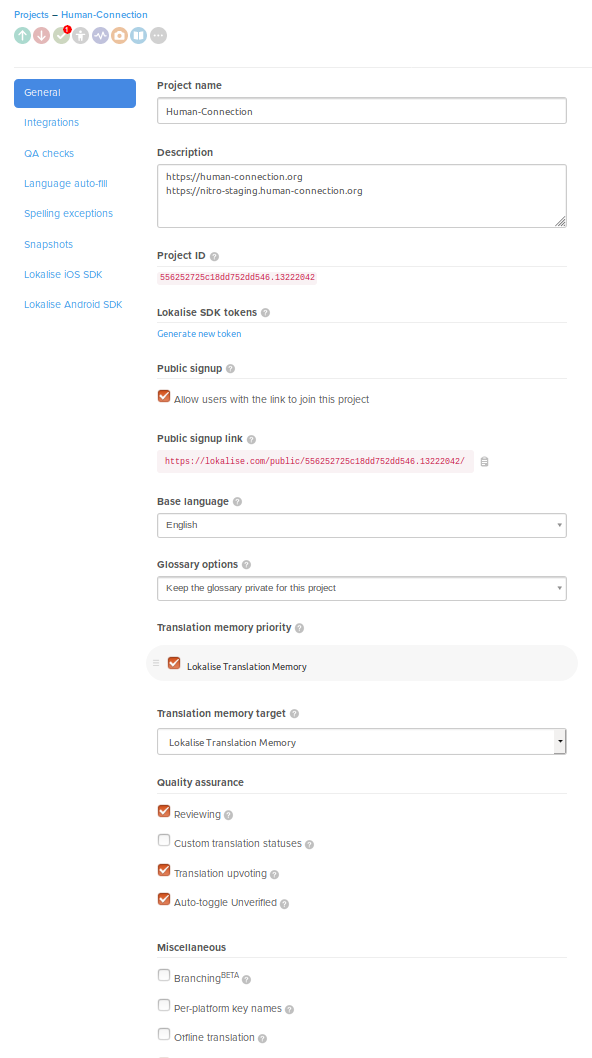 Projects – Human-Connection
1
General
Integrations
QA checks
Language auto-fill
Spelling exceptions
Snapshots
Lokalise iOS SDK
Lokalise Android SDK
Project name
Human-Connection
Description
https://human-connection.org
https://nitro-staging.human-connection.org
Project ID ?
556252725c18dd752dd546.13222042
Lokalise SDK tokens ?
Generate new token
Public signup ?
Allow users with the link to join this project
Public signup link ?
https://lokalise.com/public/556252725c18dd752dd546.13222042/
Base language ?
English
Glossary options ?
Keep the glossary private for this project
Translation memory priority ?
Lokalise Translation Memory
Translation memory target ?
Lokalise Translation Memory
Quality assurance
Reviewing ?
Custom translation statuses ?
Translation upvoting ?
Auto-toggle Unverified ?
Miscellaneous
Branching BETA ?
Per-platform key names ?
Offline translation ?